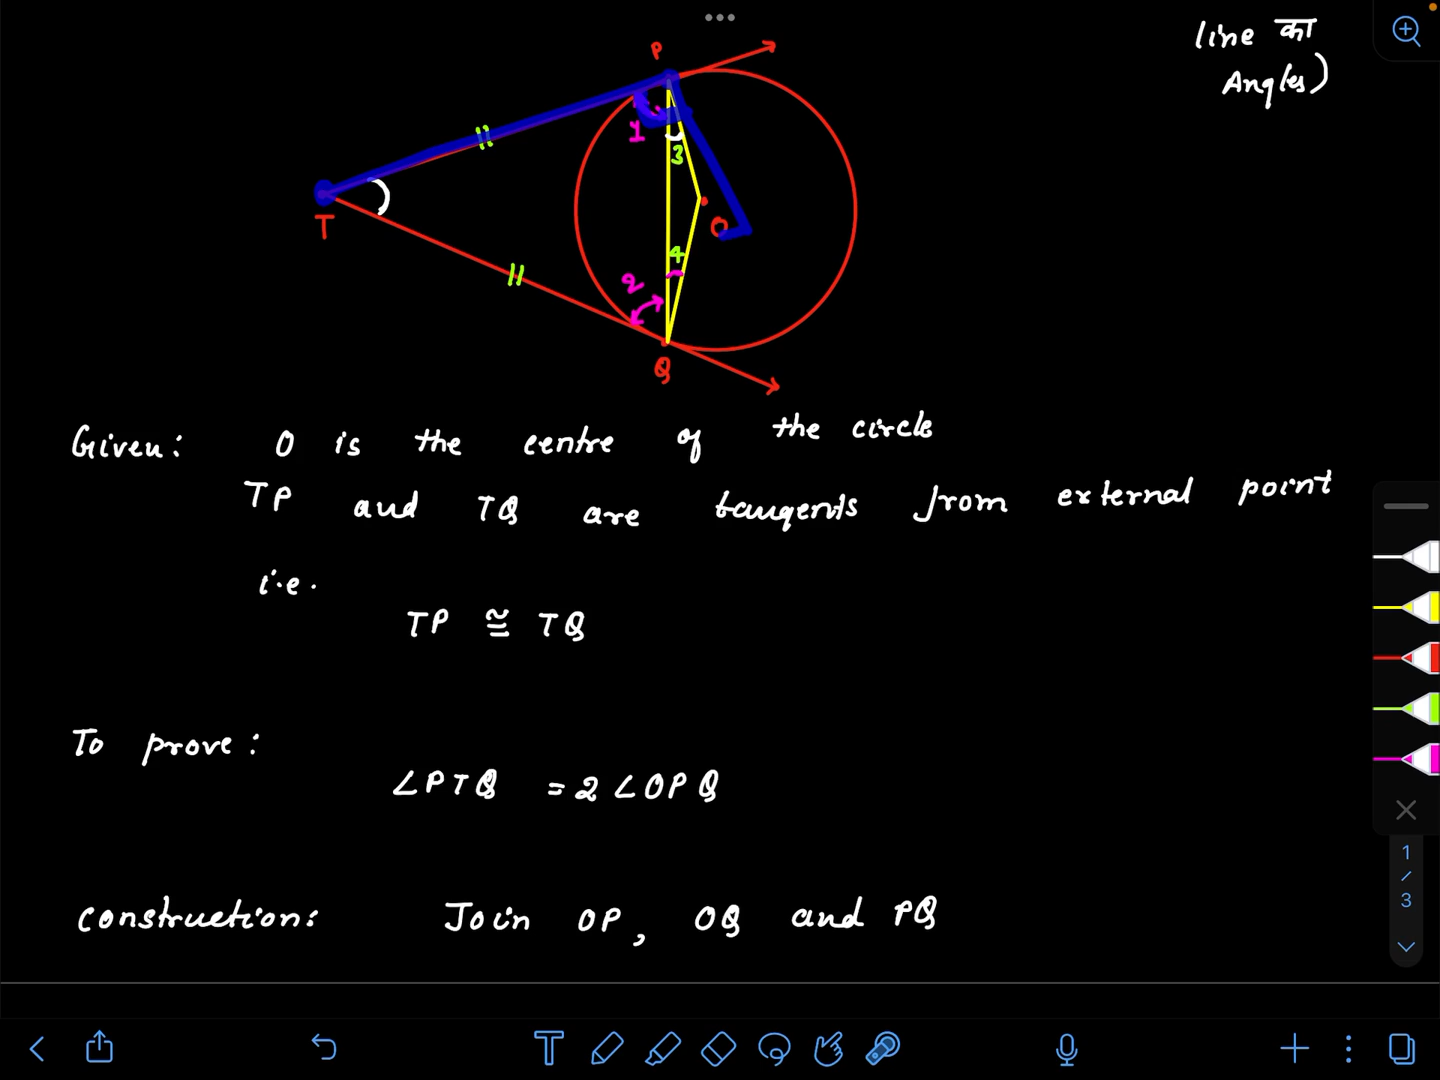 line का
Angles)
P
1
3
T
O
4
2
Q
Given: O is the centre of the circle
TP and TQ are tangents from external point
i.e.
TP ≅ TQ
To prove:
∠PTQ = 2∠OPQ
Construction: Join OP, OQ and PQ
1
/
3
T